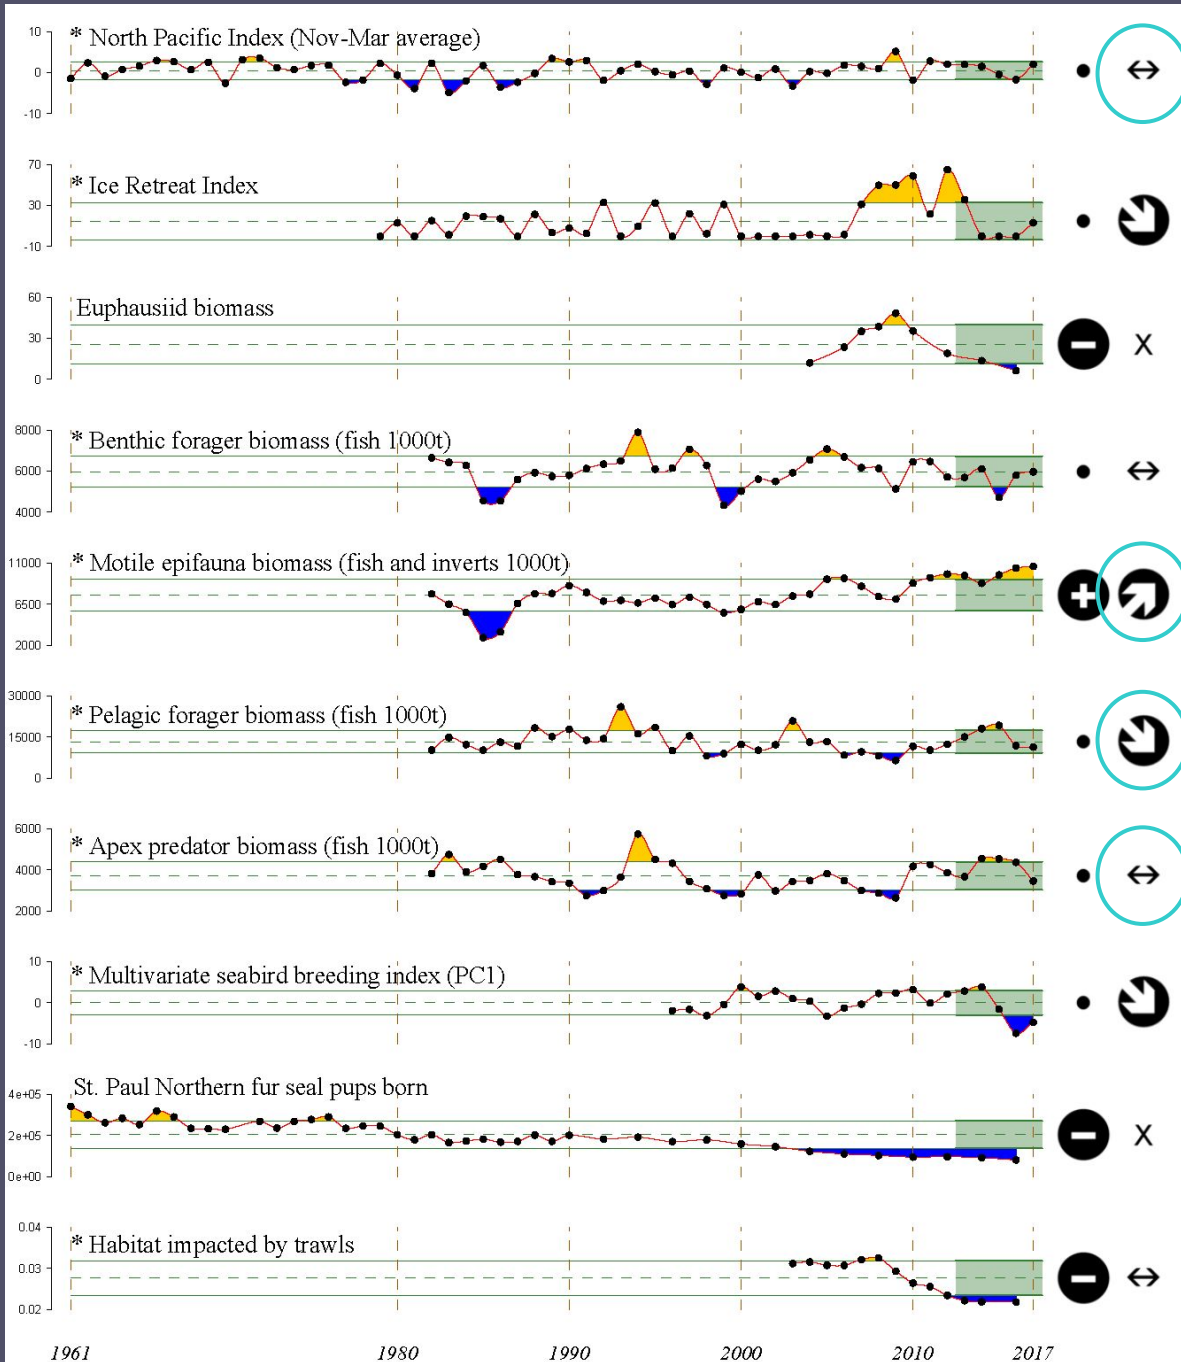 * North Pacific Index (Nov-Mar average)
10
0
-10
* Ice Retreat Index
70
30
-10
Euphausiid biomass
60
30
0
X
* Benthic forager biomass (fish 1000t)
8000
6000
4000
* Motile epifauna biomass (fish and inverts 1000t)
11000
6500
2000
* Pelagic forager biomass (fish 1000t)
30000
15000
0
* Apex predator biomass (fish 1000t)
6000
4000
2000
* Multivariate seabird breeding index (PC1)
10
0
-10
St. Paul Northern fur seal pups born
4e+05
2e+05
0e+00
X
* Habitat impacted by trawls
0.04
0.03
0.02
1961 1980 1990 2000 2010 2017